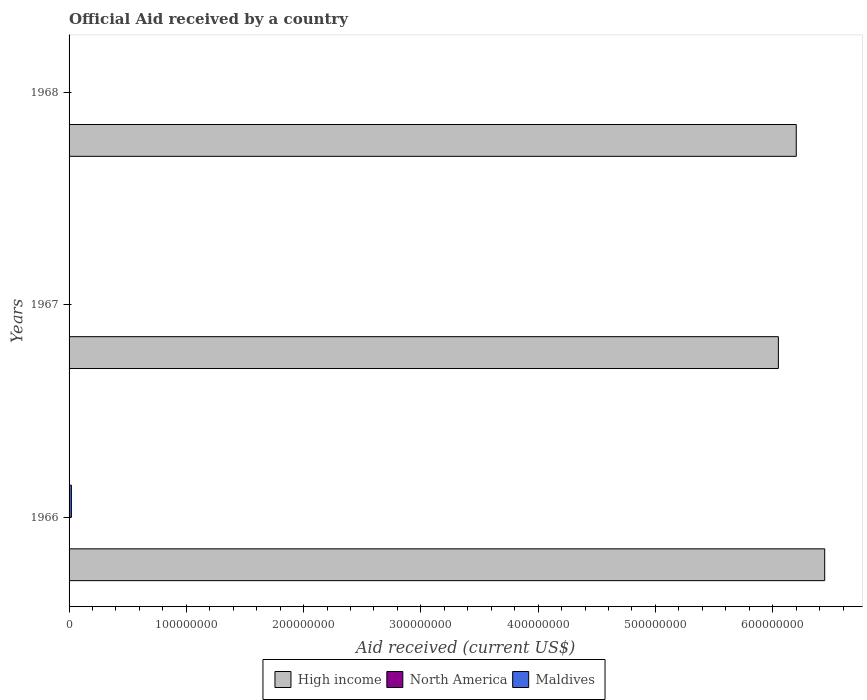 Official Aid received by a country
1968
1967
1966
Years
0
100000000
200000000
300000000
400000000
500000000
600000000
Aid received (current US$)
High income
North America
Maldives